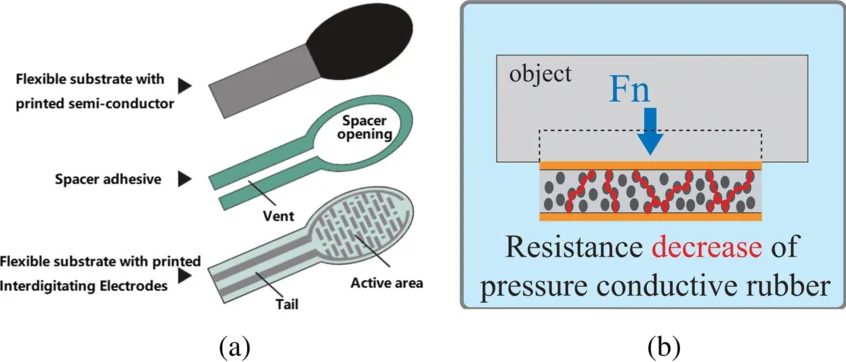 Flexible substrate with
printed semi-conductor
Spacer
opening
Spacer adhesive
Vent
Flexible substrate with printed
Interdigitating Electrodes
Active area
Tail
(a)
object
Fn
Resistance decrease of
pressure conductive rubber
(b)